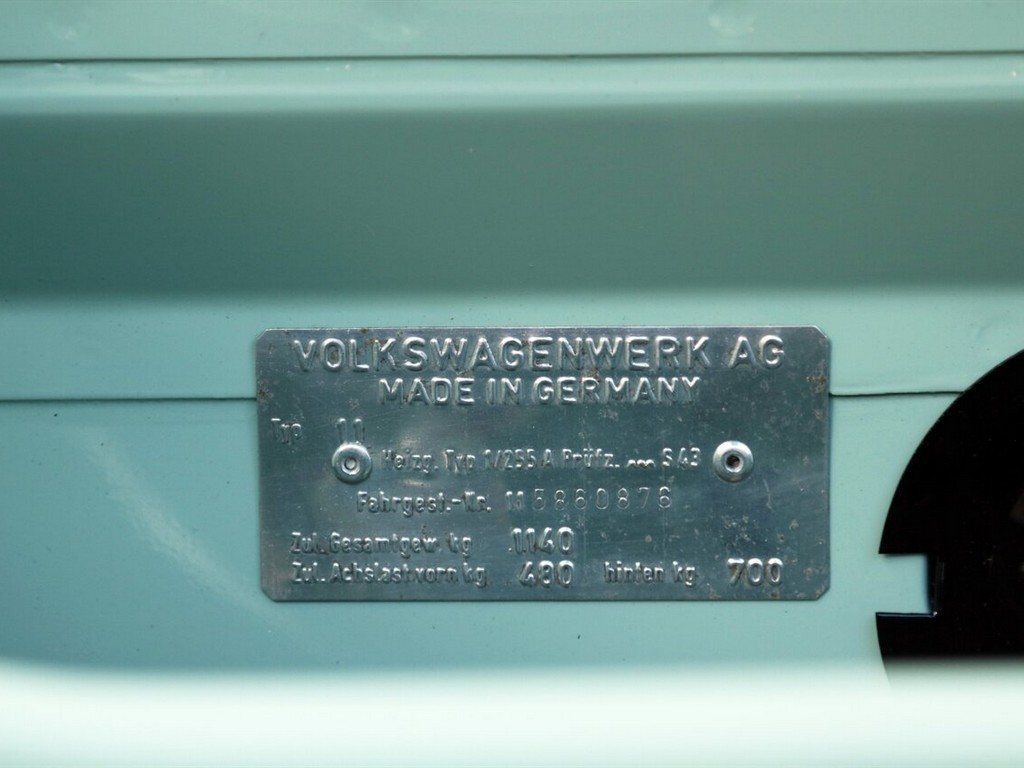 VOLKSWAGENWERK AG
MADE IN GERMANY
Typ 11
Heizg. Typ 1/255 A Prüfz. ~~~ S 43
Fahrgest.-Nr. 115860876
Zul. Gesamtgew. kg 1140
Zul. Achslast vorn kg 480 hinten kg 700